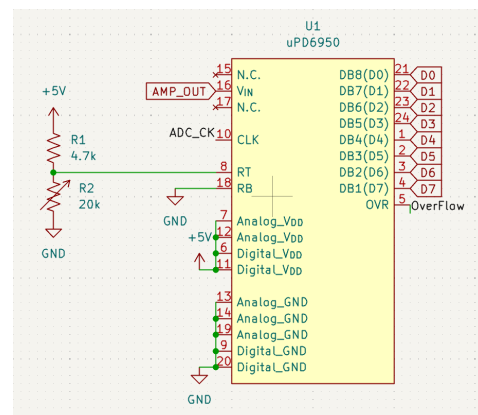 U1
uPD6950
15 N.C. DB8(D0) 21 D0
AMP_OUT 16 VIN DB7(D1) 22 D1
17 N.C. DB6(D2) 23 D2
DB5(D3) 24 D3
ADC_CK 10 CLK DB4(D4) 1 D4
DB3(D5) 2 D5
8 RT DB2(D6) 3 D6
18 RB DB1(D7) 4 D7
OVR 5 OverFlow
+5V
R1
4.7k
R2
20k
GND
GND
7 Analog_VDD
+5V 12 Analog_VDD
6 Digital_VDD
11 Digital_VDD
13 Analog_GND
14 Analog_GND
19 Analog_GND
9 Digital_GND
20 Digital_GND
GND